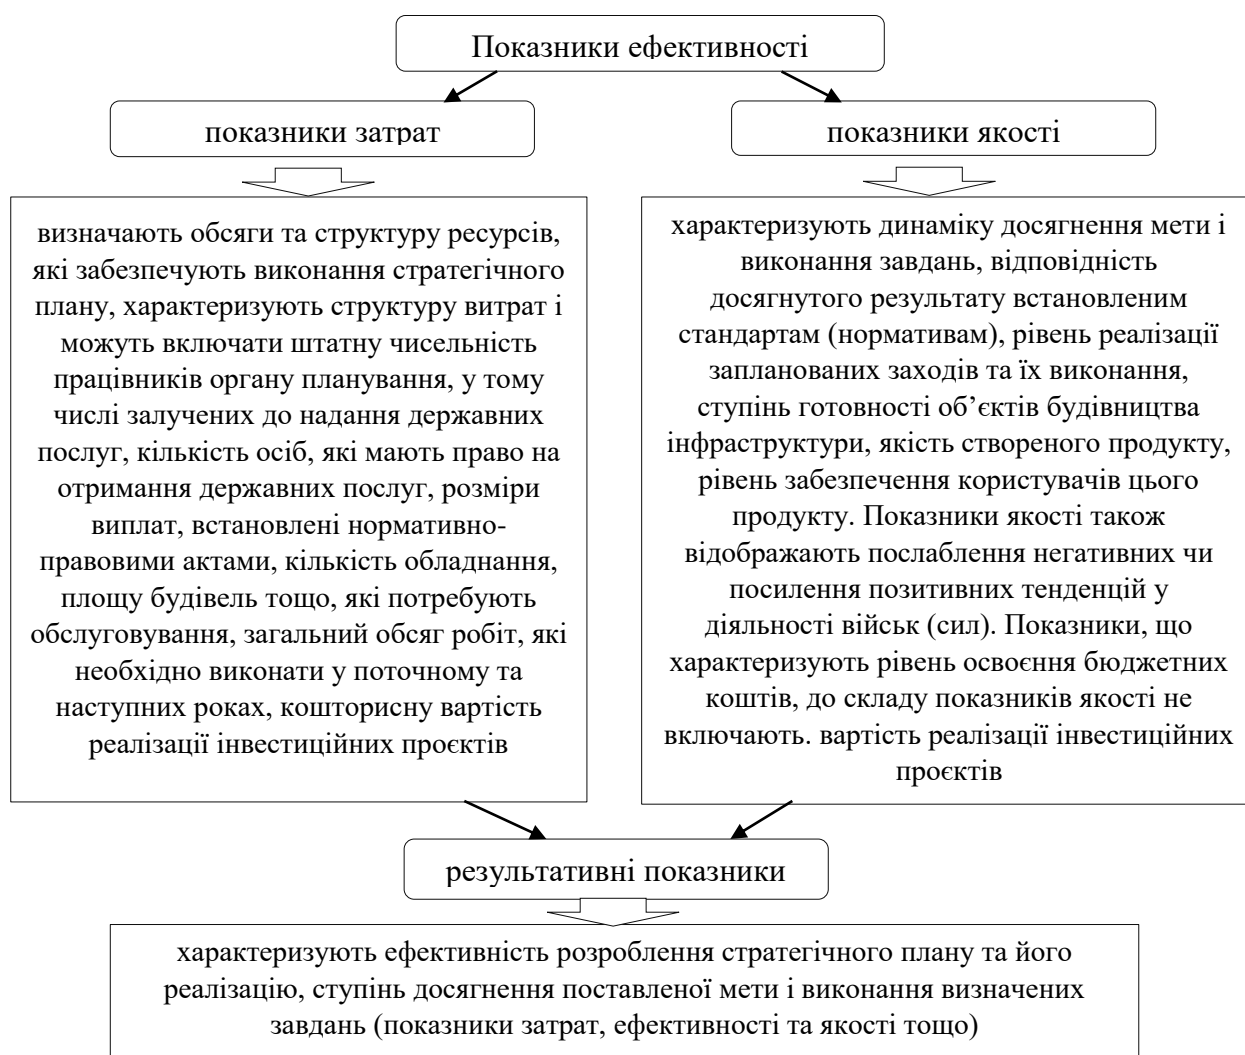 Показники ефективності
показники затрат
показники якості
визначають обсяги та структуру ресурсів,
які забезпечують виконання стратегічного
плану, характеризують структуру витрат і
можуть включати штатну чисельність
працівників органу планування, у тому
числі залучених до надання державних
послуг, кількість осіб, які мають право на
отримання державних послуг, розміри
виплат, встановлені нормативно-
правовими актами, кількість обладнання,
площу будівель тощо, які потребують
обслуговування, загальний обсяг робіт, які
необхідно виконати у поточному та
наступних роках, кошторисну вартість
реалізації інвестиційних проєктів
характеризують динаміку досягнення мети і
виконання завдань, відповідність
досягнутого результату встановленим
стандартам (нормативам), рівень реалізації
запланованих заходів та їх виконання,
ступінь готовності об’єктів будівництва
інфраструктури, якість створеного продукту,
рівень забезпечення користувачів цього
продукту. Показники якості також
відображають послаблення негативних чи
посилення позитивних тенденцій у
діяльності військ (сил). Показники, що
характеризують рівень освоєння бюджетних
коштів, до складу показників якості не
включають. вартість реалізації інвестиційних
проєктів
результативні показники
характеризують ефективність розроблення стратегічного плану та його
реалізацію, ступінь досягнення поставленої мети і виконання визначених
завдань (показники затрат, ефективності та якості тощо)